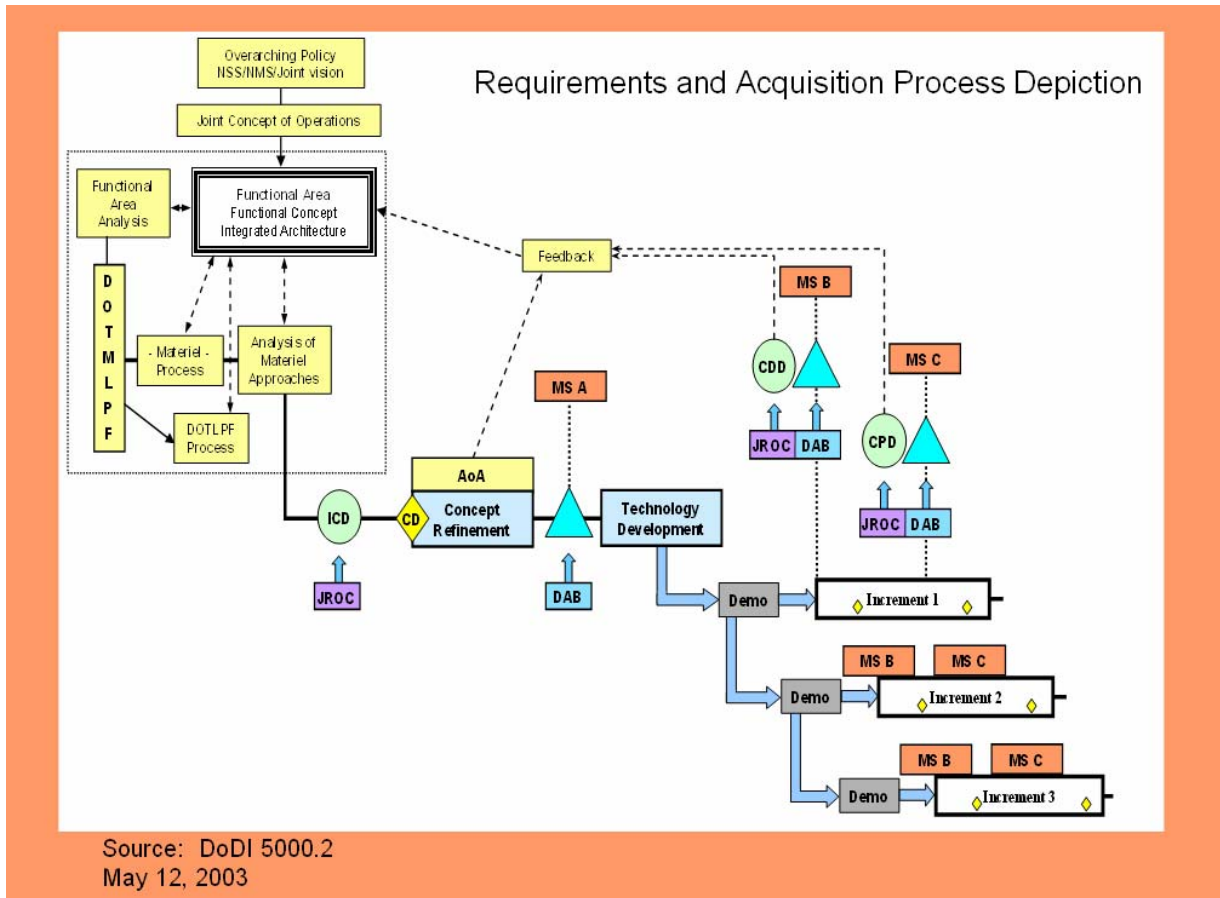 Requirements and Acquisition Process Depiction
Overarching Policy
NSS/NMS/Joint vision
Joint Concept of Operations
Functional
Area
Analysis
Functional Area
Functional Concept
Integrated Architecture
D
O
T
M
L
P
F
- Materiel -
Process
Analysis of
Materiel
Approaches
DOTLPF
Process
Feedback
MS B
CDD
JROC
DAB
MS C
CPD
JROC
DAB
MS A
ICD
JROC
CD
AoA
Concept
Refinement
DAB
Technology
Development
Demo
Increment 1
MS B
MS C
Demo
Increment 2
MS B
MS C
Demo
Increment 3
Source: DoDI 5000.2
May 12, 2003